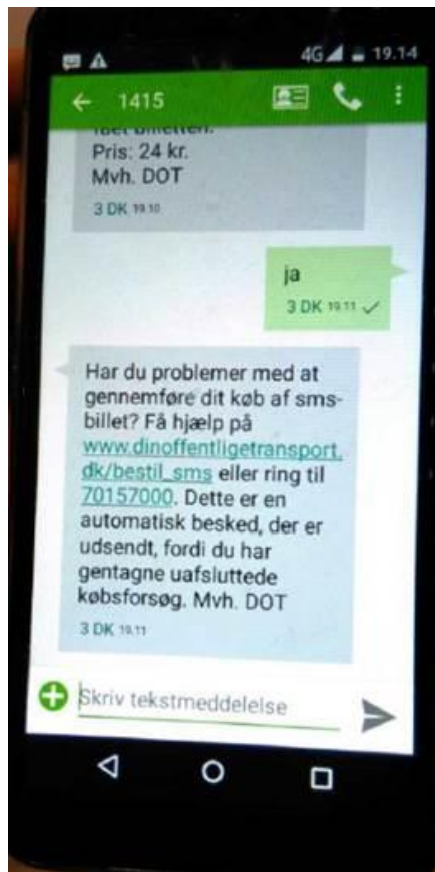 4G 19.14
1415
fået billetten.
Pris: 24 kr.
Mvh. DOT
3 DK 19.10
ja
3 DK 19.11
Har du problemer med at
gennemføre dit køb af sms-
billet? Få hjælp på
www.dinoffentligetransport.
dk/bestil_sms eller ring til
70157000. Dette er en
automatisk besked, der er
udsendt, fordi du har
gentagne uafsluttede
købsforsøg. Mvh. DOT
3 DK 19.11
Skriv tekstmeddelelse